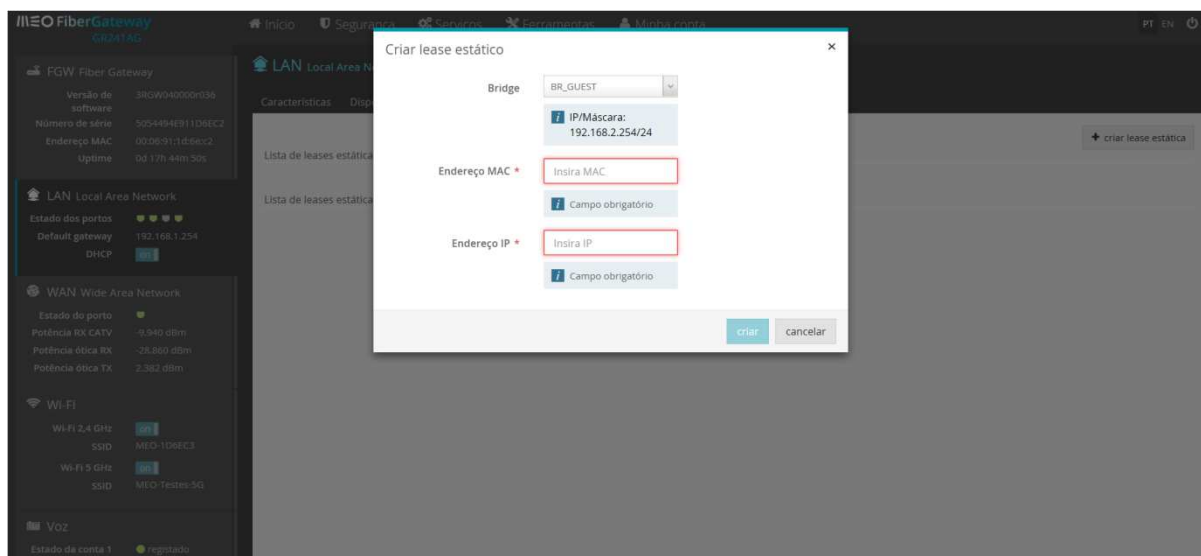 MEO FiberGateway
GR241AG
Início Segurança Serviços Ferramentas Minha conta
PT EN
FGW Fiber Gateway
Versão de software 3RGW040000r036
Número de série 5054494E911D6EC2
Endereço MAC 00:06:91:1d:6e:c2
Uptime 0d 17h 44m 50s
LAN Local Area Network
Estado dos portos
Default gateway 192.168.1.254
DHCP on
WAN Wide Area Network
Estado do porto
Potência RX CATV -9.940 dBm
Potência ótica RX -28.860 dBm
Potência ótica TX 2.382 dBm
Wi-Fi
Wi-Fi 2,4 GHz on
SSID MEO-1D6EC3
Wi-Fi 5 GHz on
SSID MEO-Testes-5G
Voz
Estado da conta 1 registado
LAN Local Area N
Características Disp
+ criar lease estática
Lista de leases estática
Lista de leases estática
Criar lease estático ×
Bridge BR_GUEST
i IP/Máscara:
192.168.2.254/24
Endereço MAC * Insira MAC
i Campo obrigatório
Endereço IP * Insira IP
i Campo obrigatório
criar cancelar